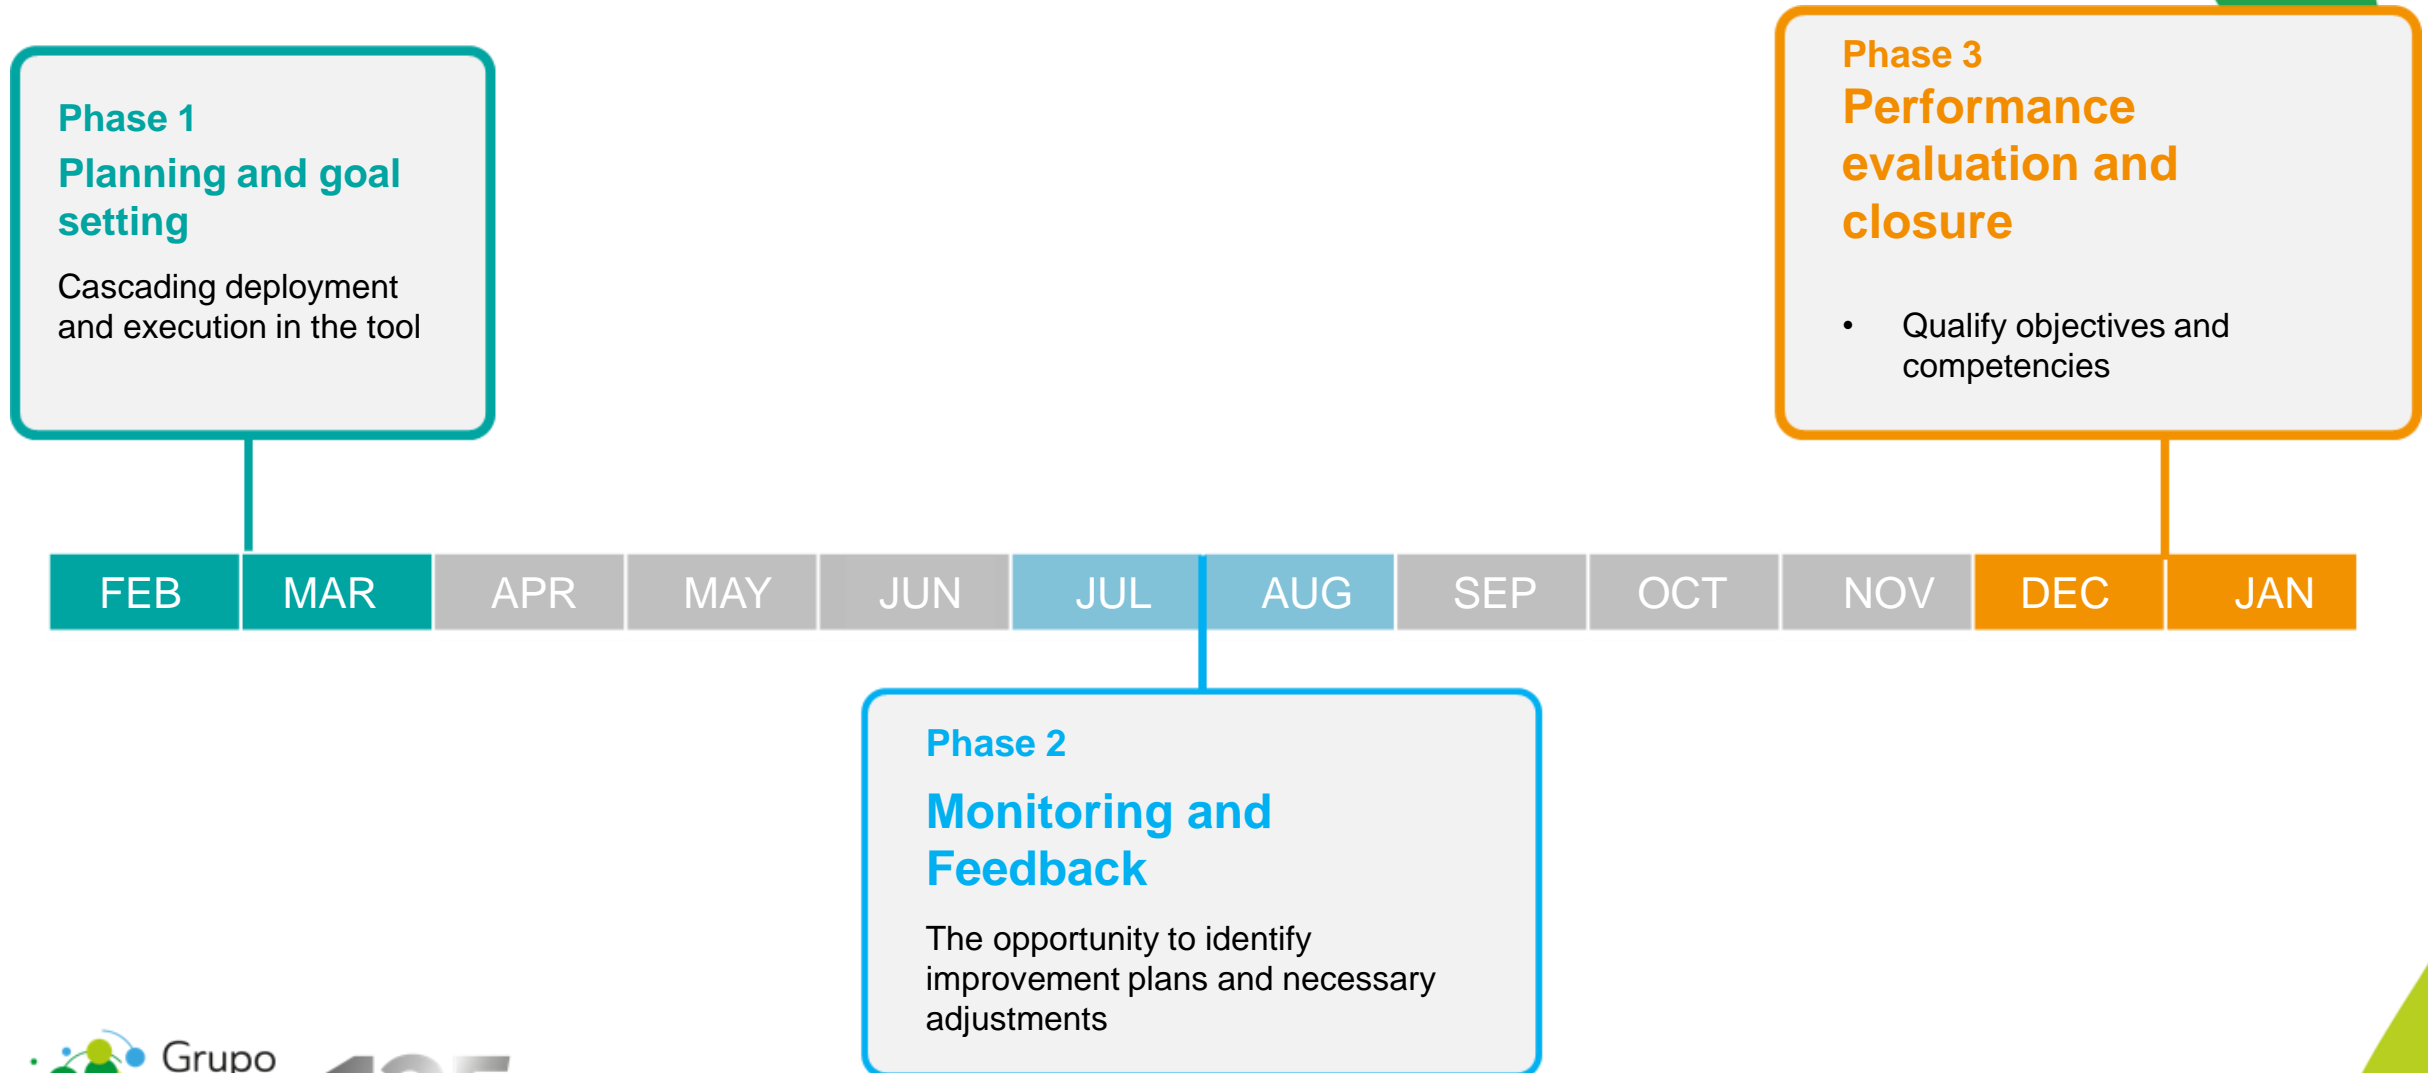 Phase 1
Planning and goal
setting
Cascading deployment
and execution in the tool
Phase 3
Performance
evaluation and
closure
• Qualify objectives and
competencies
FEB MAR APR MAY JUN JUL AUG SEP OCT NOV DEC JAN
Phase 2
Monitoring and
Feedback
The opportunity to identify
improvement plans and necessary
adjustments
Grupo